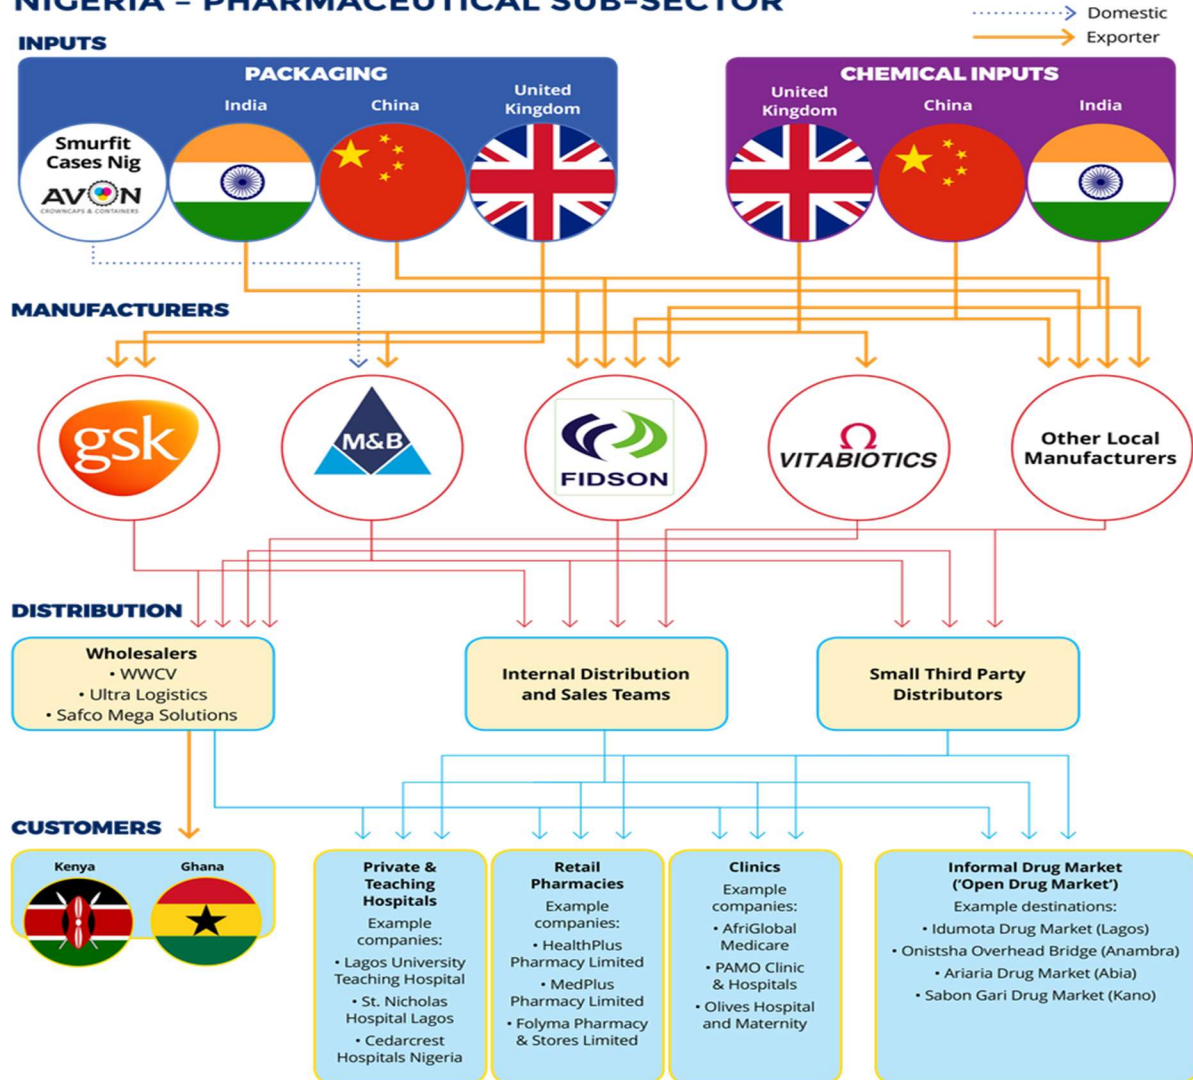 NIGERIA – PHARMACEUTICAL SUB-SECTOR
Domestic
Exporter
INPUTS
PACKAGING
India
China
United
Kingdom
Smurfit
Cases Nig
AVON
CROWNCAPS & CONTAINERS
CHEMICAL INPUTS
United
Kingdom
China
India
MANUFACTURERS
gsk
M&B
FIDSON
VITABIOTICS
Other Local
Manufacturers
DISTRIBUTION
Wholesalers
• WWCV
• Ultra Logistics
• Safco Mega Solutions
Internal Distribution
and Sales Teams
Small Third Party
Distributors
CUSTOMERS
Kenya
Ghana
Private &
Teaching
Hospitals
Example
companies:
• Lagos University
Teaching Hospital
• St. Nicholas
Hospital Lagos
• Cedarcrest
Hospitals Nigeria
Retail
Pharmacies
Example
companies:
• HealthPlus
Pharmacy Limited
• MedPlus
Pharmacy Limited
• Folyma Pharmacy
& Stores Limited
Clinics
Example
companies:
• AfriGlobal
Medicare
• PAMO Clinic
& Hospitals
• Olives Hospital
and Maternity
Informal Drug Market
(‘Open Drug Market’)
Example destinations:
• Idumota Drug Market (Lagos)
• Onistsha Overhead Bridge (Anambra)
• Ariaria Drug Market (Abia)
• Sabon Gari Drug Market (Kano)